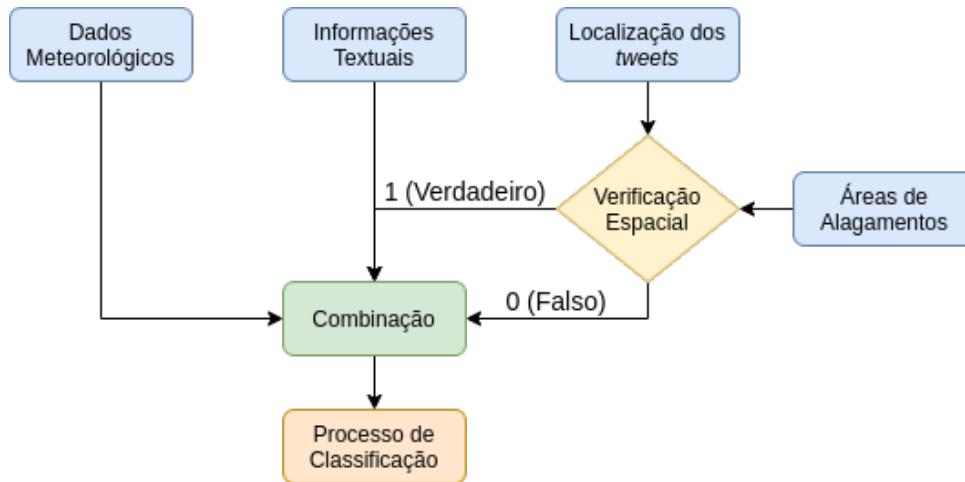 Dados
Meteorológicos
Informações
Textuais
Localização dos
tweets
1 (Verdadeiro)
Verificação
Espacial
Áreas de
Alagamentos
0 (Falso)
Combinação
Processo de
Classificação